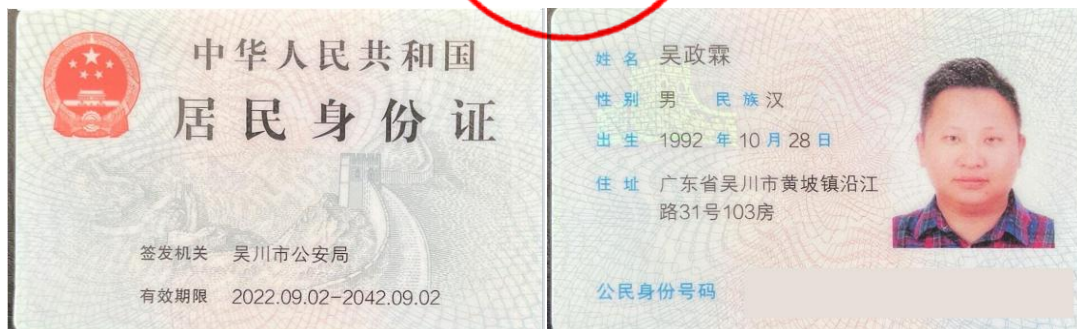 中华人民共和国
居民身份证
签发机关 吴川市公安局
有效期限 2022.09.02-2042.09.02
姓名 吴政霖
性别 男 民族 汉
出生 1992 年 10 月 28 日
住址 广东省吴川市黄坡镇沿江
路31号103房
公民身份号码